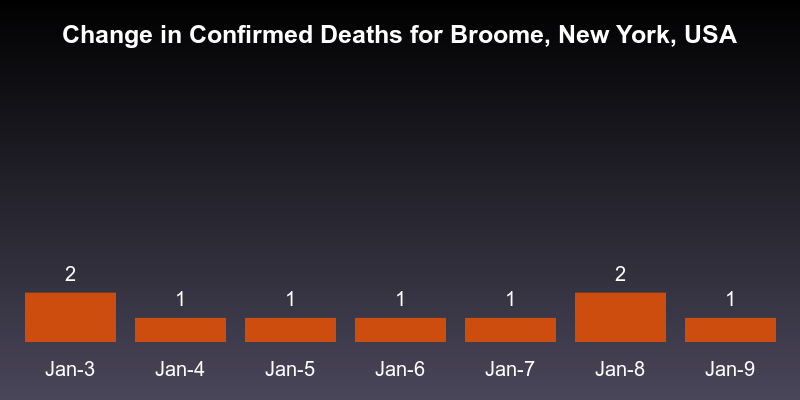 Change in Confirmed Deaths for Broome, New York, USA
2 1 1 1 1 2 1
Jan-3 Jan-4 Jan-5 Jan-6 Jan-7 Jan-8 Jan-9